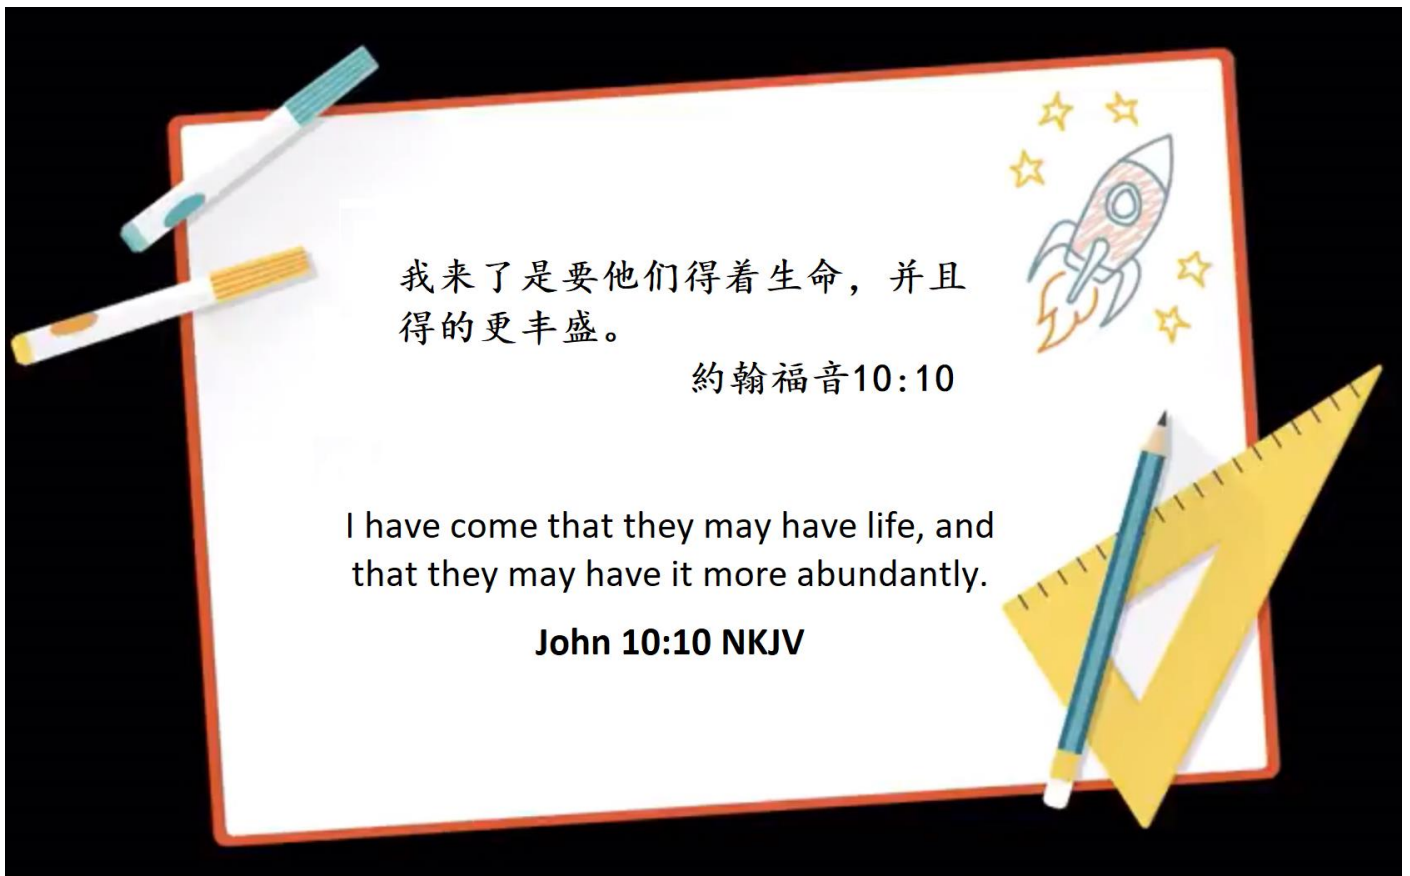 我来了是要他们得着生命，并且
得的更丰盛。
約翰福音10:10
I have come that they may have life, and
that they may have it more abundantly.
John 10:10 NKJV